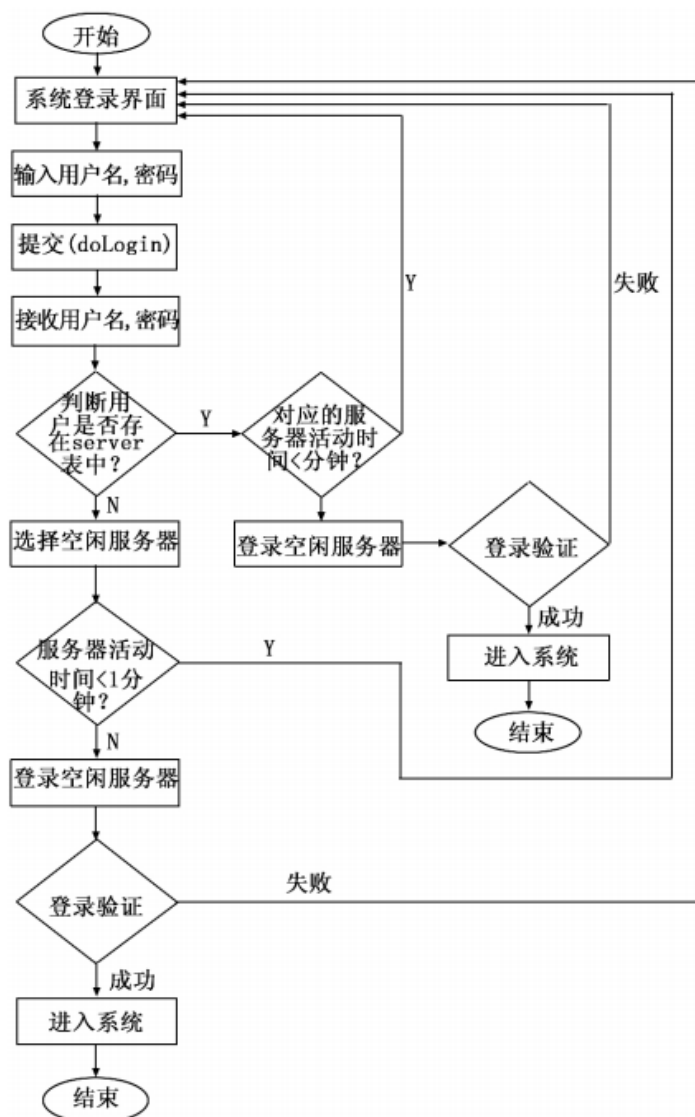 开始
系统登录界面
输入用户名,密码
提交(doLogin)
接收用户名,密码
判断用
户是否存
在server
表中?
Y
对应的服
务器活动时
间<分钟?
Y
失败
N
选择空闲服务器
登录空闲服务器
登录验证
成功
进入系统
结束
服务器活动
时间<1分
钟?
Y
N
登录空闲服务器
登录验证
失败
成功
进入系统
结束